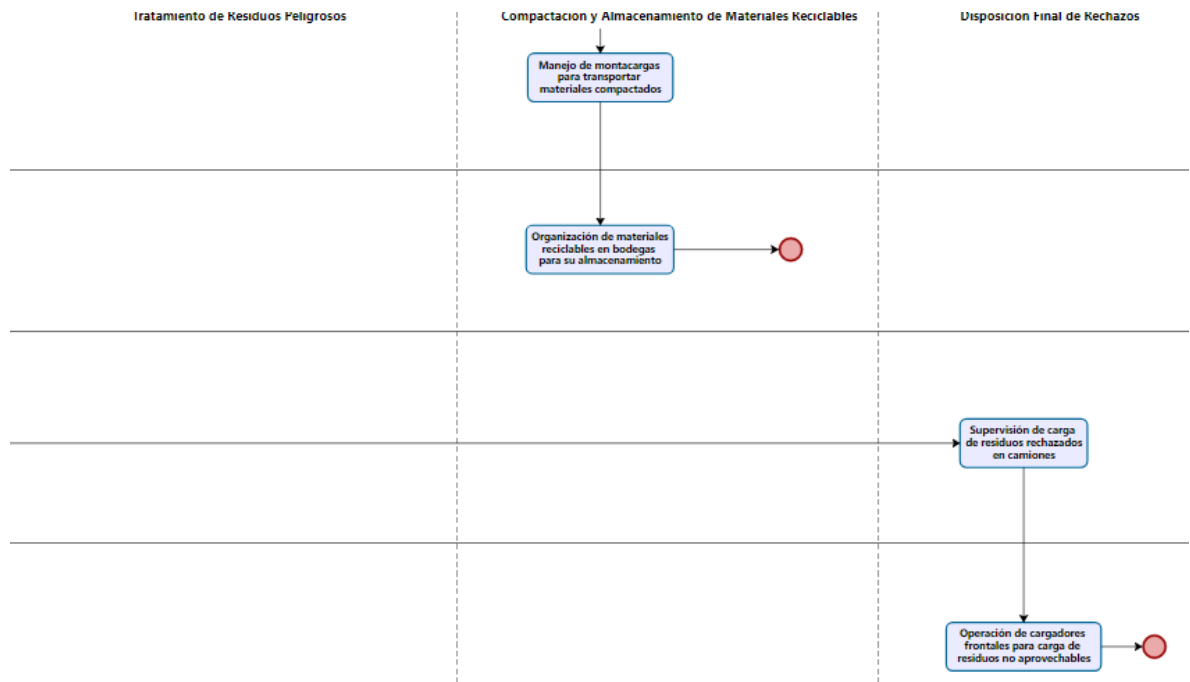 Tratamiento de Residuos Peligrosos
Compactación y Almacenamiento de Materiales Reciclables
Disposición Final de Rechazos
Manejo de montacargas
para transportar
materiales compactados
Organización de materiales
reciclables en bodegas
para su almacenamiento
Supervisión de carga
de residuos rechazados
en camiones
Operación de cargadores
frontales para carga de
residuos no aprovechables